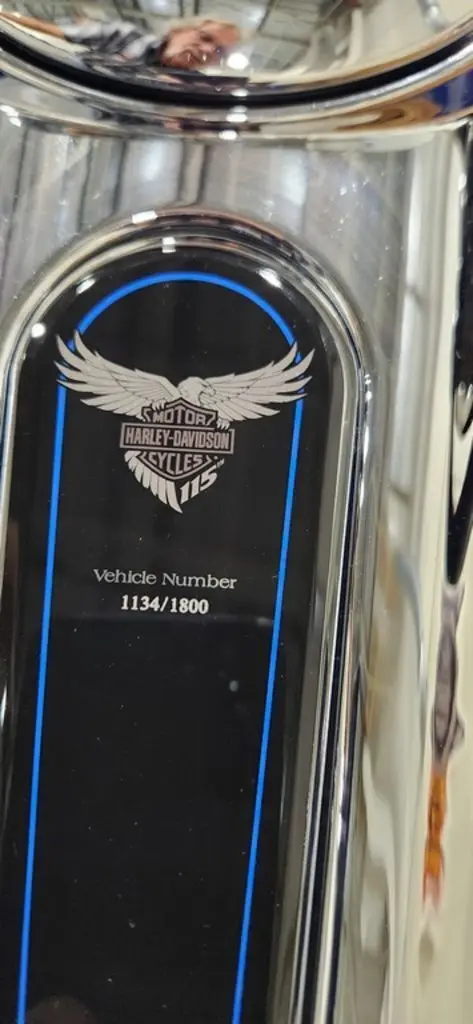 MOTOR
HARLEY-DAVIDSON
CYCLES
115
Vehicle Number
1134/1800